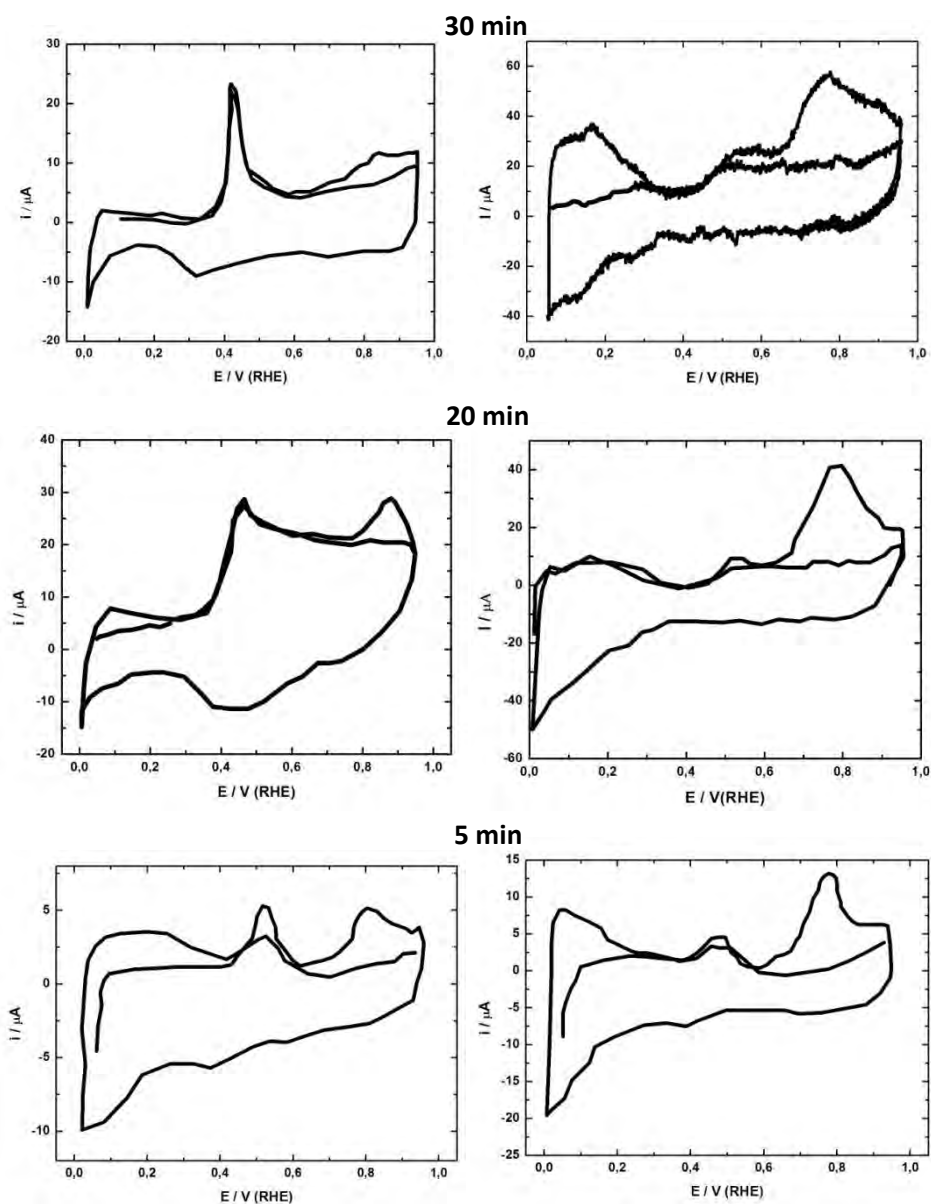 30 min
30
20
10
0
-10
-20
i / µA
0,0 0,2 0,4 0,6 0,8 1,0
E / V (RHE)
60
40
20
0
-20
-40
i / µA
0,0 0,2 0,4 0,6 0,8 1,0
E / V (RHE)
20 min
40
30
20
10
0
-10
-20
i / µA
0,0 0,2 0,4 0,6 0,8 1,0
E / V (RHE)
40
20
0
-20
-40
-60
I / µA
0,0 0,2 0,4 0,6 0,8 1,0
E / V(RHE)
5 min
5
0
-5
-10
i / µA
0,0 0,2 0,4 0,6 0,8 1,0
E / V (RHE)
15
10
5
0
-5
-10
-15
-20
-25
i / µA
0,0 0,2 0,4 0,6 0,8 1,0
E / V (RHE)